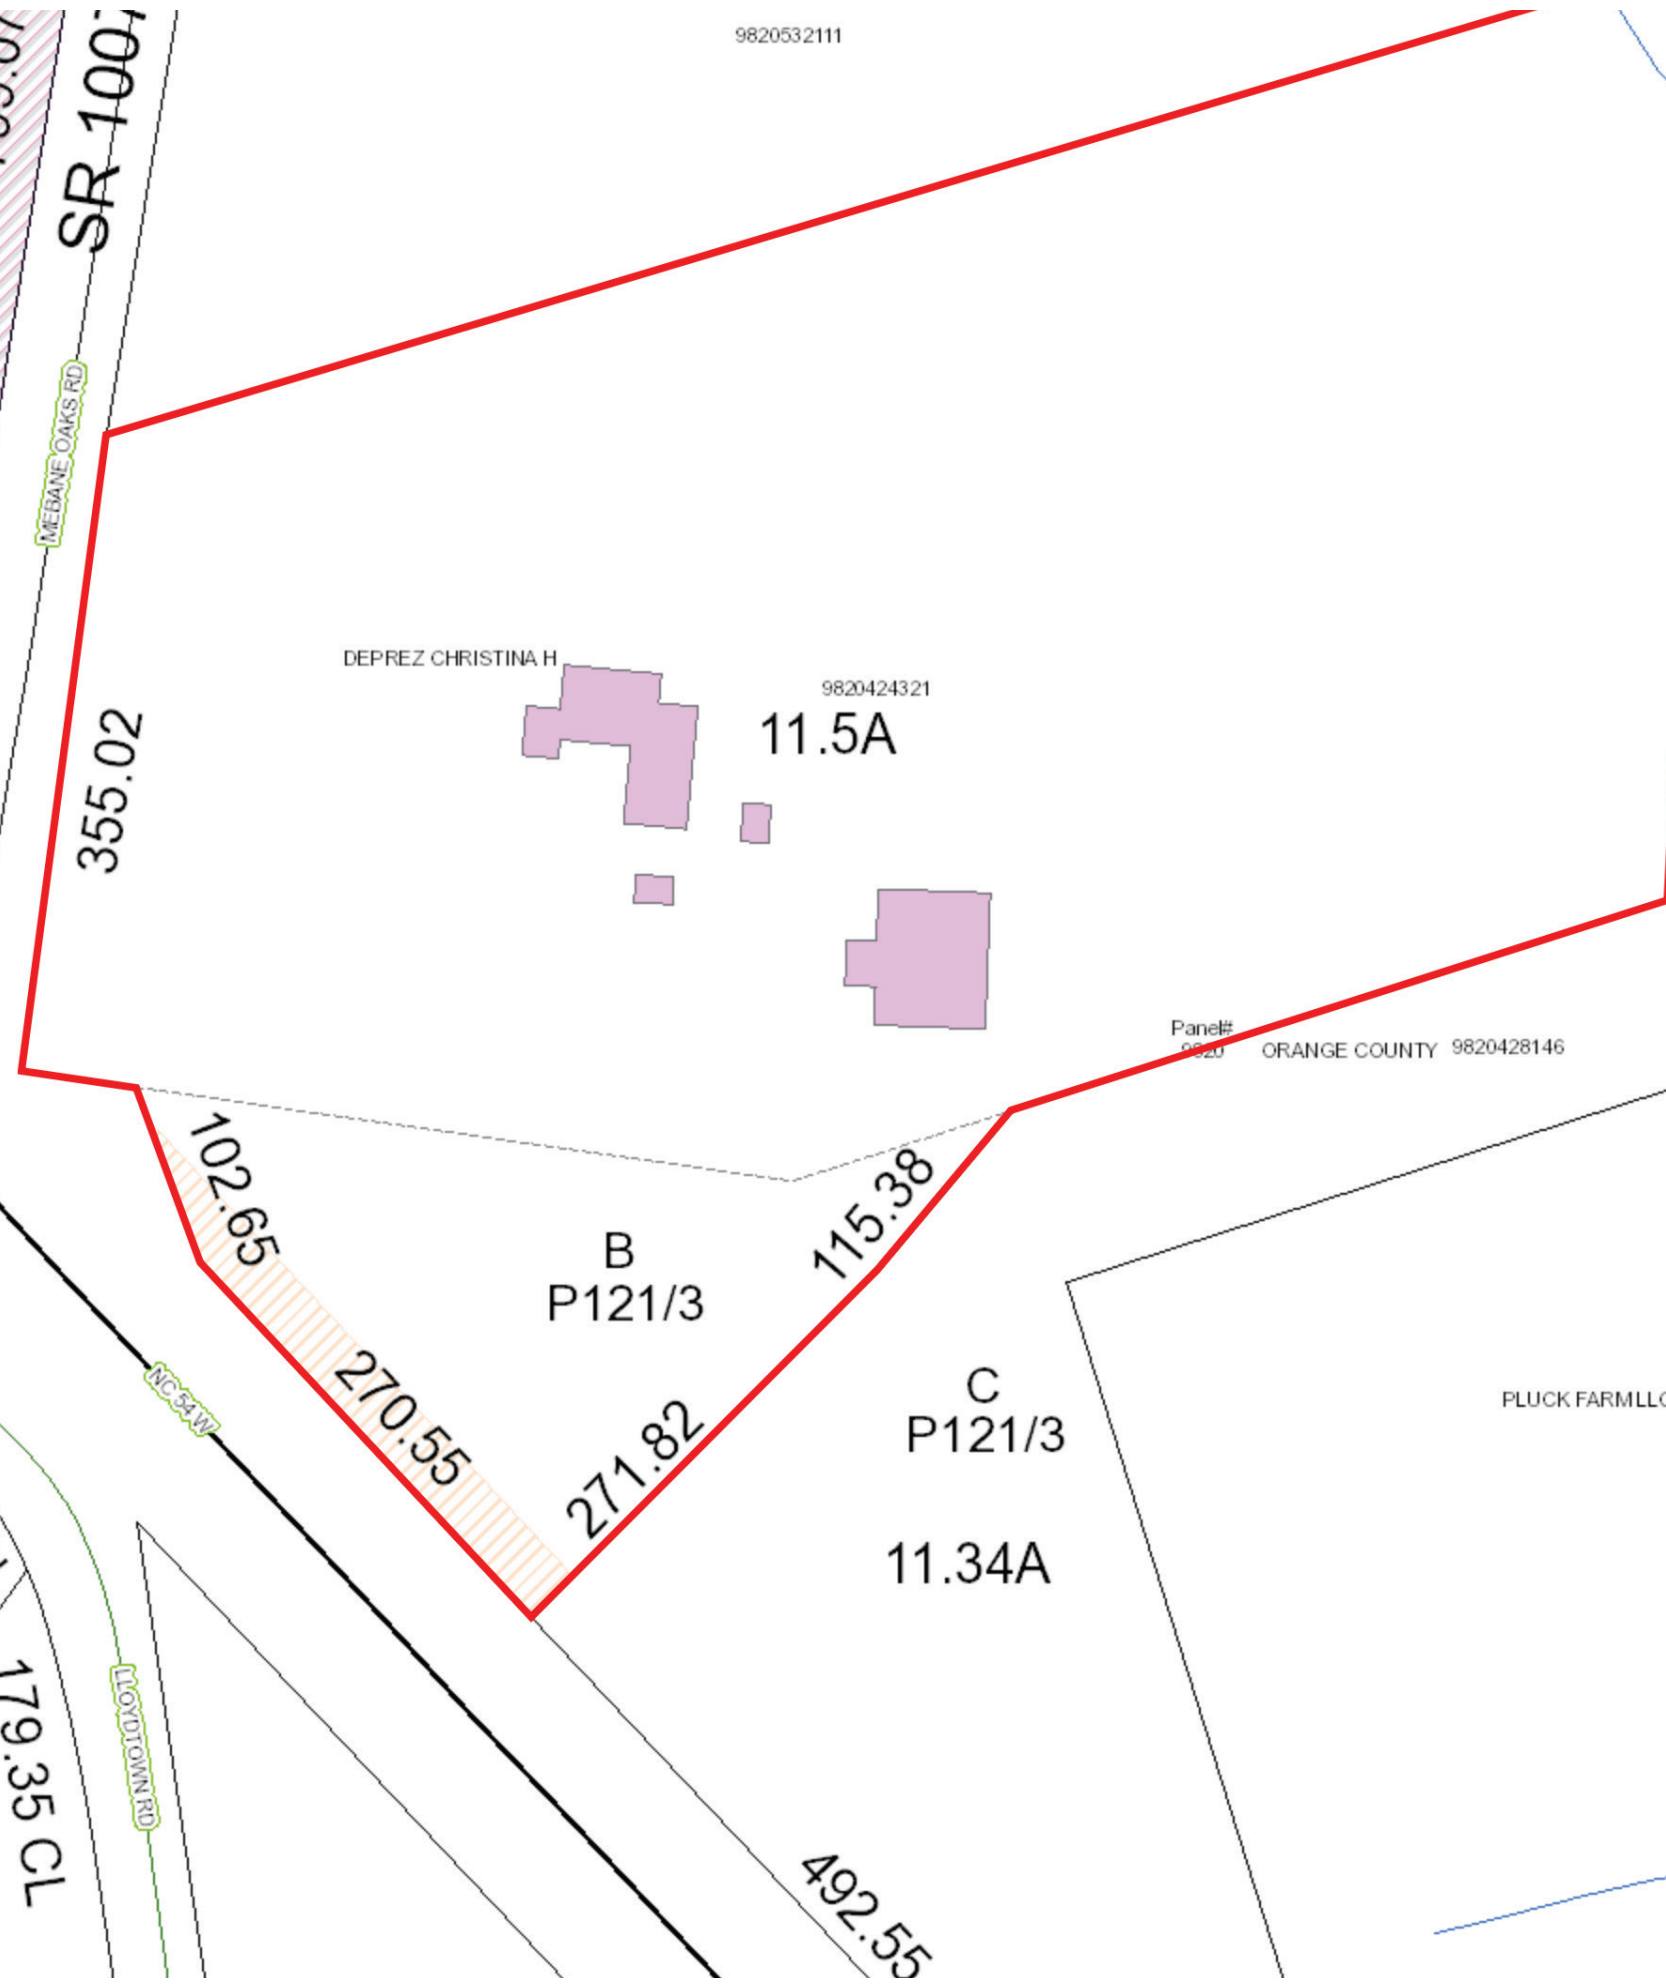 9820532111
SR 100
MEBANE OAKS RD
DEPREZ CHRISTINA H
9820424321
11.5A
355.02
Panel#
9820
ORANGE COUNTY
9820428146
102.65
115.38
B
P121/3
270.55
NC 54 W
271.82
C
P121/3
PLUCK FARM LLC
11.34A
LLOYDTOWN RD
179.35 CL
492.55